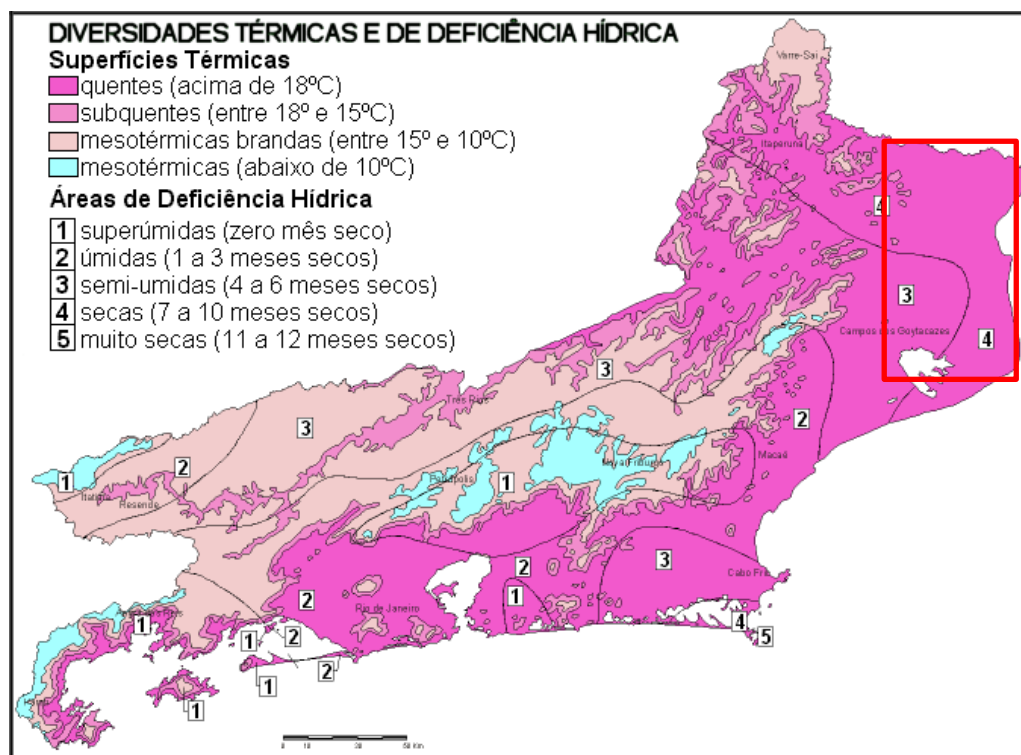 DIVERSIDADES TÉRMICAS E DE DEFICIÊNCIA HÍDRICA
Superfícies Térmicas
quentes (acima de 18ºC)
subquentes (entre 18º e 15ºC)
mesotérmicas brandas (entre 15º e 10ºC)
mesotérmicas (abaixo de 10ºC)
Áreas de Deficiência Hídrica
1 superúmidas (zero mês seco)
2 úmidas (1 a 3 meses secos)
3 semi-umidas (4 a 6 meses secos)
4 secas (7 a 10 meses secos)
5 muito secas (11 a 12 meses secos)
Varre-Sai
Itaperuna
4
3
Campos dos Goytacazes
4
3
Três Rios
3
2
2
Macaé
1
Itatiaia
Resende
Petrópolis
Nova Friburgo
1
2
3
Cabo Frio
2
Rio de Janeiro
1
4
5
1
1
2
2
1
1
0 10 30 50 Km